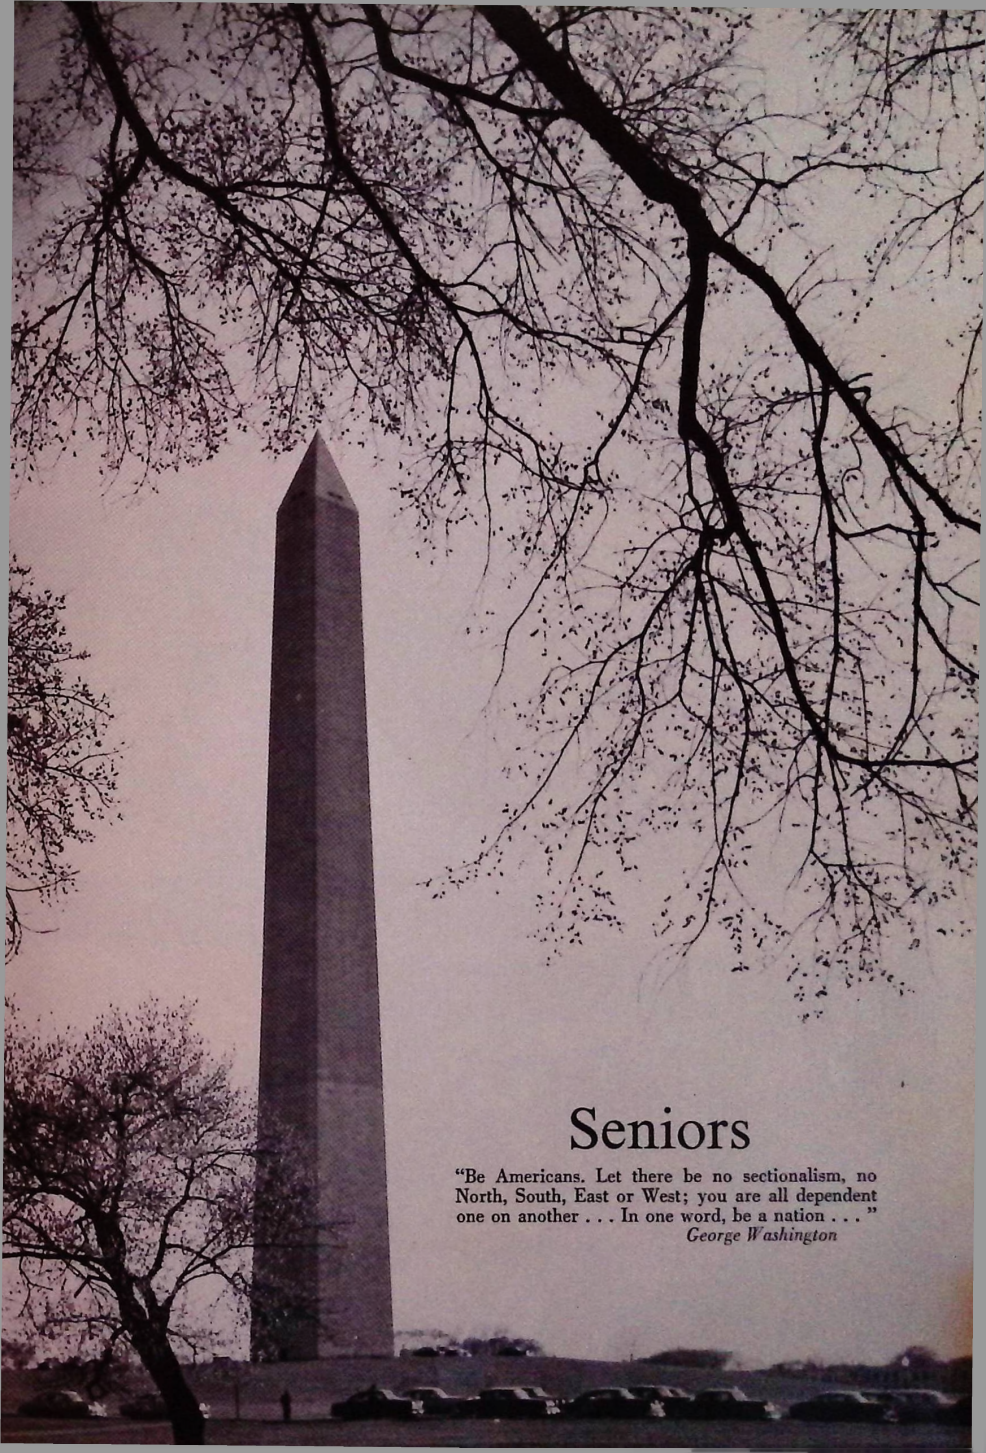 Seniors
“Be Americans. Let there be no sectionalism, no
North, South, East or West; you are all dependent
one on another . . . In one word, be a nation . . . ”
George Washington